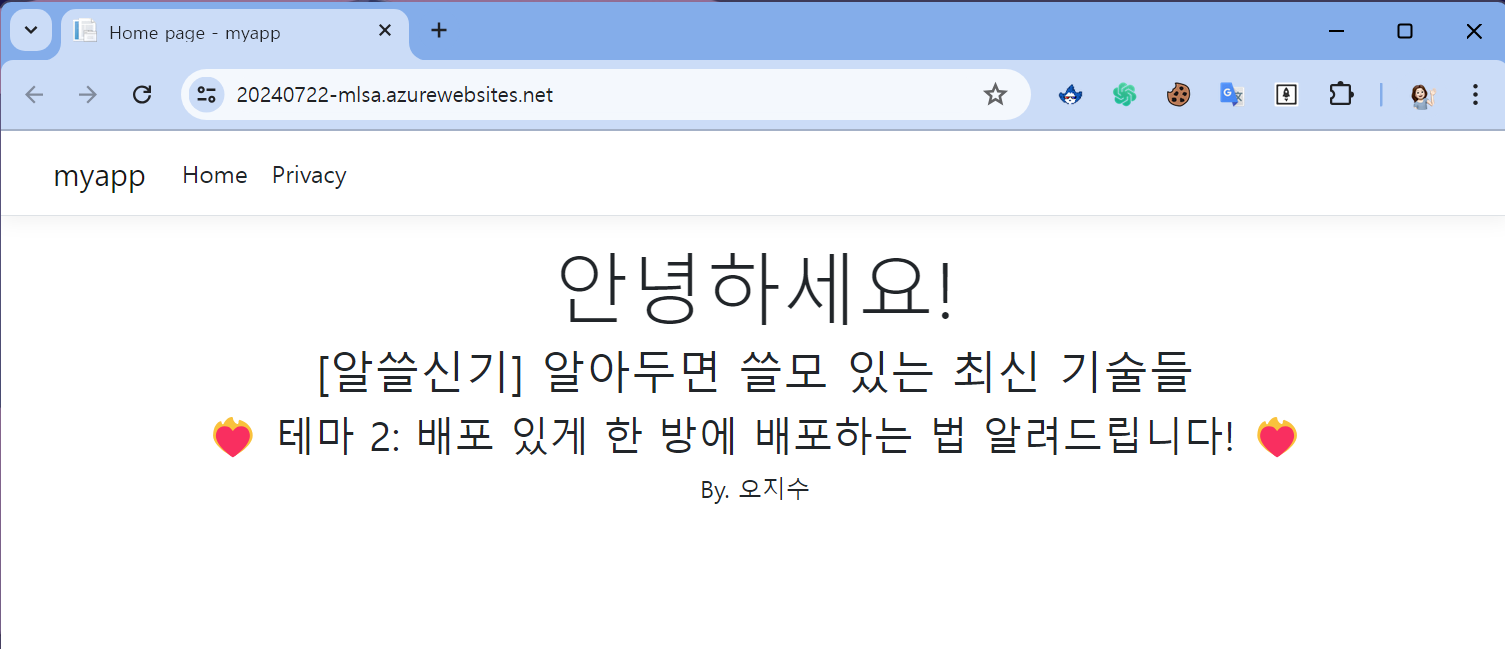 Home page - myapp
20240722-mlsa.azurewebsites.net
myapp Home Privacy
안녕하세요!
[알쓸신기] 알아두면 쓸모 있는 최신 기술들
❤️‍🔥 테마 2: 배포 있게 한 방에 배포하는 법 알려드립니다! ❤️‍🔥
By. 오지수